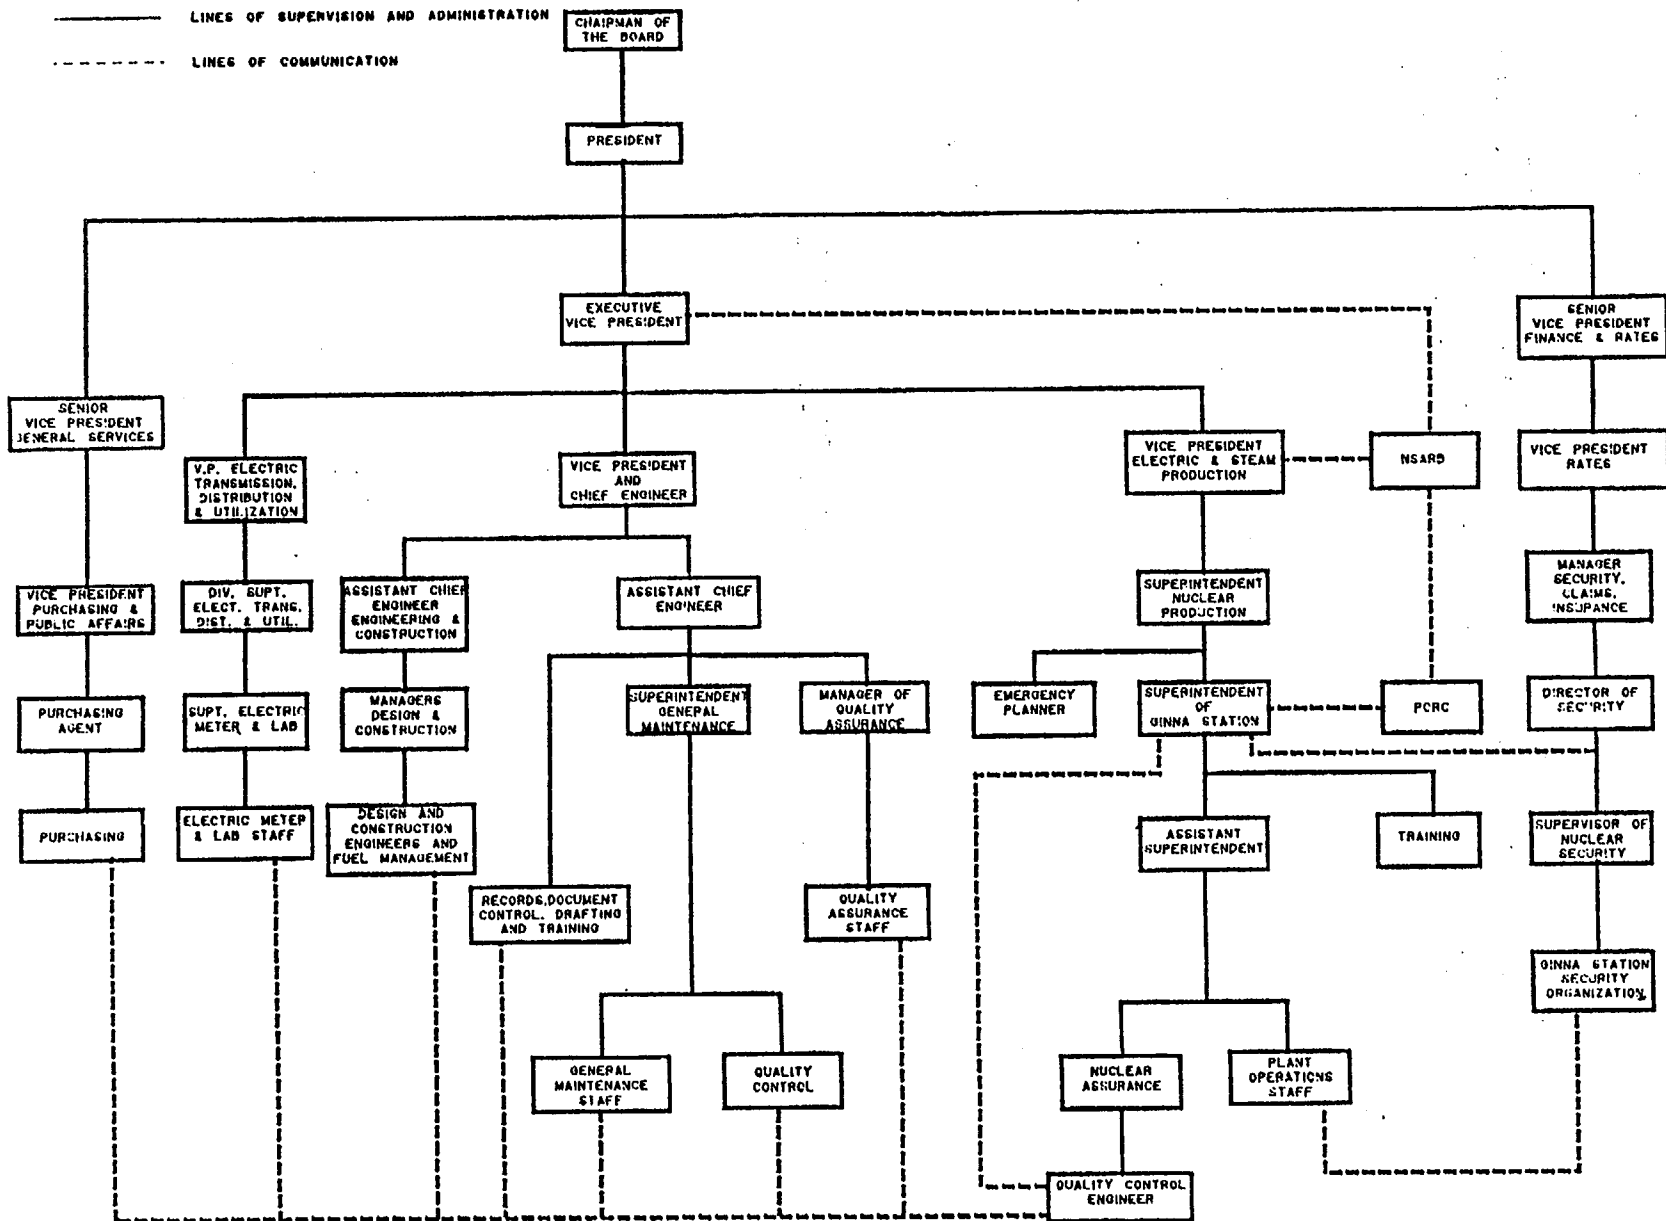 LINES OF SUPERVISION AND ADMINISTRATION
LINES OF COMMUNICATION
CHAIRMAN OF
THE BOARD
PRESIDENT
EXECUTIVE
VICE PRESIDENT
SENIOR
VICE PRESIDENT
FINANCE & RATES
SENIOR
VICE PRESIDENT
GENERAL SERVICES
V.P. ELECTRIC
TRANSMISSION,
DISTRIBUTION
& UTILIZATION
VICE PRESIDENT
AND
CHIEF ENGINEER
VICE PRESIDENT
ELECTRIC & STEAM
PRODUCTION
NSARB
VICE PRESIDENT
RATES
VICE PRESIDENT
PURCHASING &
PUBLIC AFFAIRS
DIV. SUPT.
ELECT. TRANS.
DIST. & UTIL.
ASSISTANT CHIEF
ENGINEER
ENGINEERING &
CONSTRUCTION
ASSISTANT CHIEF
ENGINEER
SUPERINTENDENT
NUCLEAR
PRODUCTION
MANAGER
SECURITY,
CLAIMS,
INSURANCE
PURCHASING
AGENT
SUPT. ELECTRIC
METER & LAB
MANAGERS
DESIGN &
CONSTRUCTION
SUPERINTENDENT
GENERAL
MAINTENANCE
MANAGER OF
QUALITY
ASSURANCE
EMERGENCY
PLANNER
SUPERINTENDENT
OF
GINNA STATION
PORC
DIRECTOR OF
SECURITY
PURCHASING
ELECTRIC METER
& LAB STAFF
DESIGN AND
CONSTRUCTION
ENGINEERS AND
FUEL MANAGEMENT
ASSISTANT
SUPERINTENDENT
TRAINING
SUPERVISOR OF
NUCLEAR
SECURITY
RECORDS, DOCUMENT
CONTROL, DRAFTING
AND TRAINING
QUALITY
ASSURANCE
STAFF
GINNA STATION
SECURITY
ORGANIZATION
GENERAL
MAINTENANCE
STAFF
QUALITY
CONTROL
NUCLEAR
ASSURANCE
PLANT
OPERATIONS
STAFF
QUALITY CONTROL
ENGINEER